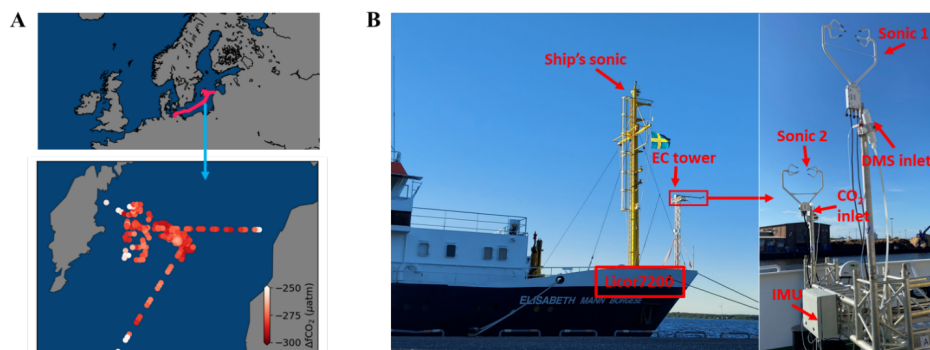 A
−250
−275
−300
ΔfCO₂ (µatm)
B
Ship's sonic
EC tower
Licor7200
ELISABETH MANN BORGESE
Sonic 1
Sonic 2
DMS inlet
CO₂
inlet
IMU